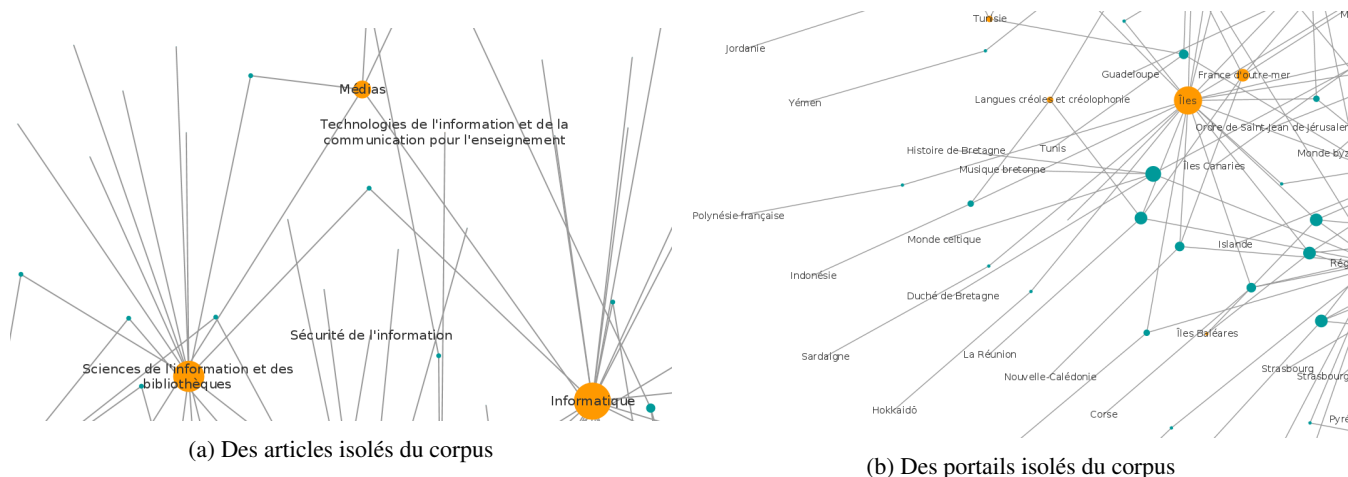 Médias
Technologies de l'information et de la
communication pour l'enseignement
Sécurité de l'information
Sciences de l'information et des
bibliothèques
Informatique
(a) Des articles isolés du corpus
Tunisie
Jordanie
Guadeloupe
France d'outre-mer
Yémen
Langues créoles et créolophonie
Îles
Ordre de Saint-Jean de Jérusalem
Histoire de Bretagne
Tunis
Monde byz
Musique bretonne
Îles Canaries
Polynésie française
Monde celtique
Islande
Rég
Indonésie
Duché de Bretagne
Îles Baléares
Sardaigne
La Réunion
Nouvelle-Calédonie
Strasbourg
Strasbourg
Hokkaidō
Corse
Pyré
(b) Des portails isolés du corpus